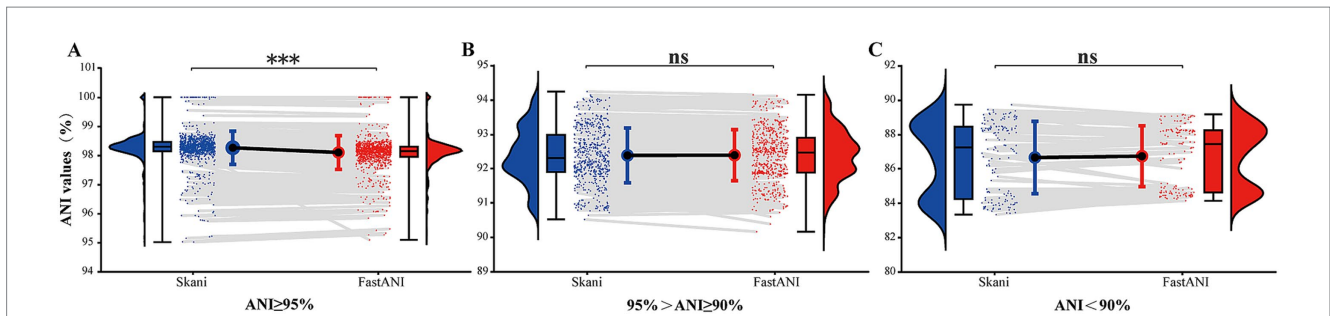 A
***
ANI values（%）
101
100
99
98
97
96
95
94
Skani
FastANI
ANI≥95%
B
ns
95
94
93
92
91
90
89
Skani
FastANI
95%＞ANI≥90%
C
ns
92
90
88
86
84
82
80
Skani
FastANI
ANI＜90%